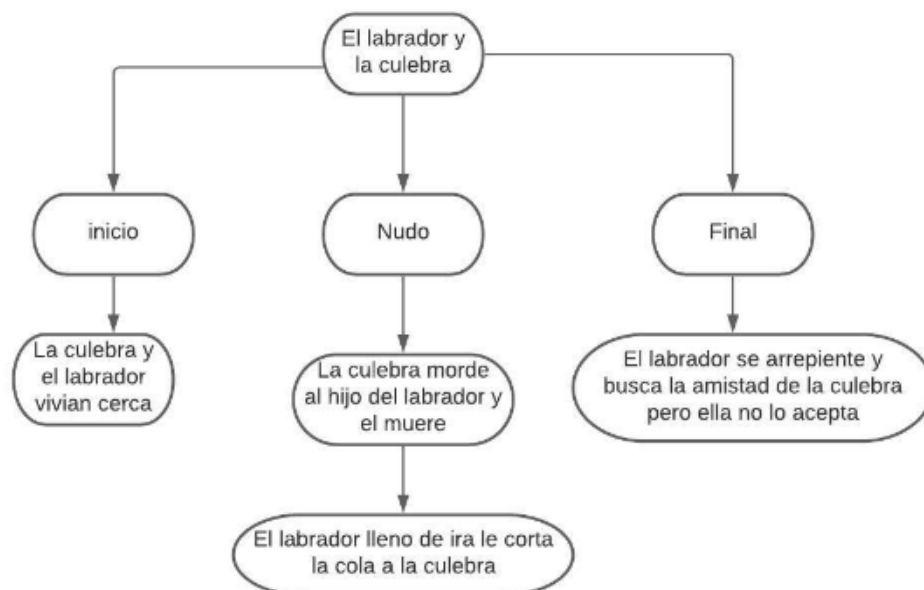 El labrador y
la culebra
inicio
Nudo
Final
La culebra y
el labrador
vivian cerca
La culebra morde
al hijo del labrador y
el muere
El labrador se arrepiente y
busca la amistad de la culebra
pero ella no lo acepta
El labrador lleno de ira le corta
la cola a la culebra